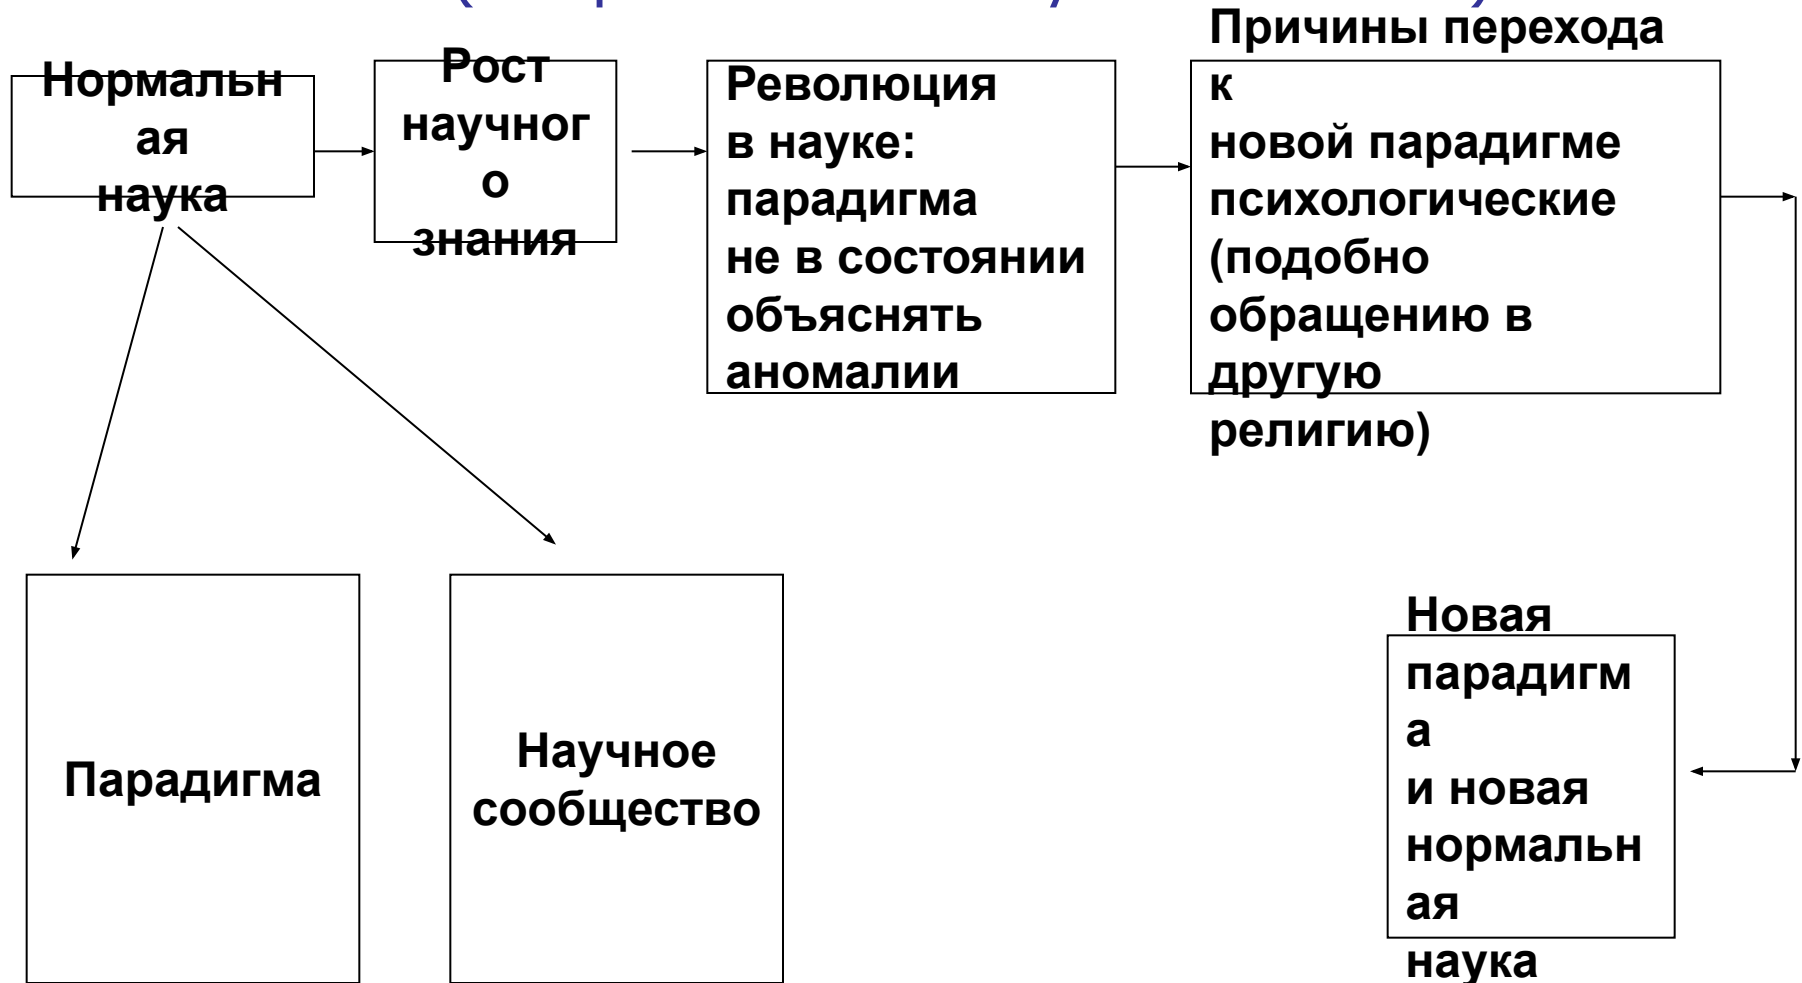 Нормальн
ая
наука
Рост
научног
о
знания
Революция
в науке:
парадигма
не в состоянии
объяснять
аномалии
Причины перехода
к
новой парадигме
психологические
(подобно
обращению в
другую
религию)
Парадигма
Научное
сообщество
Новая
парадигм
а
и новая
нормальн
ая
наука